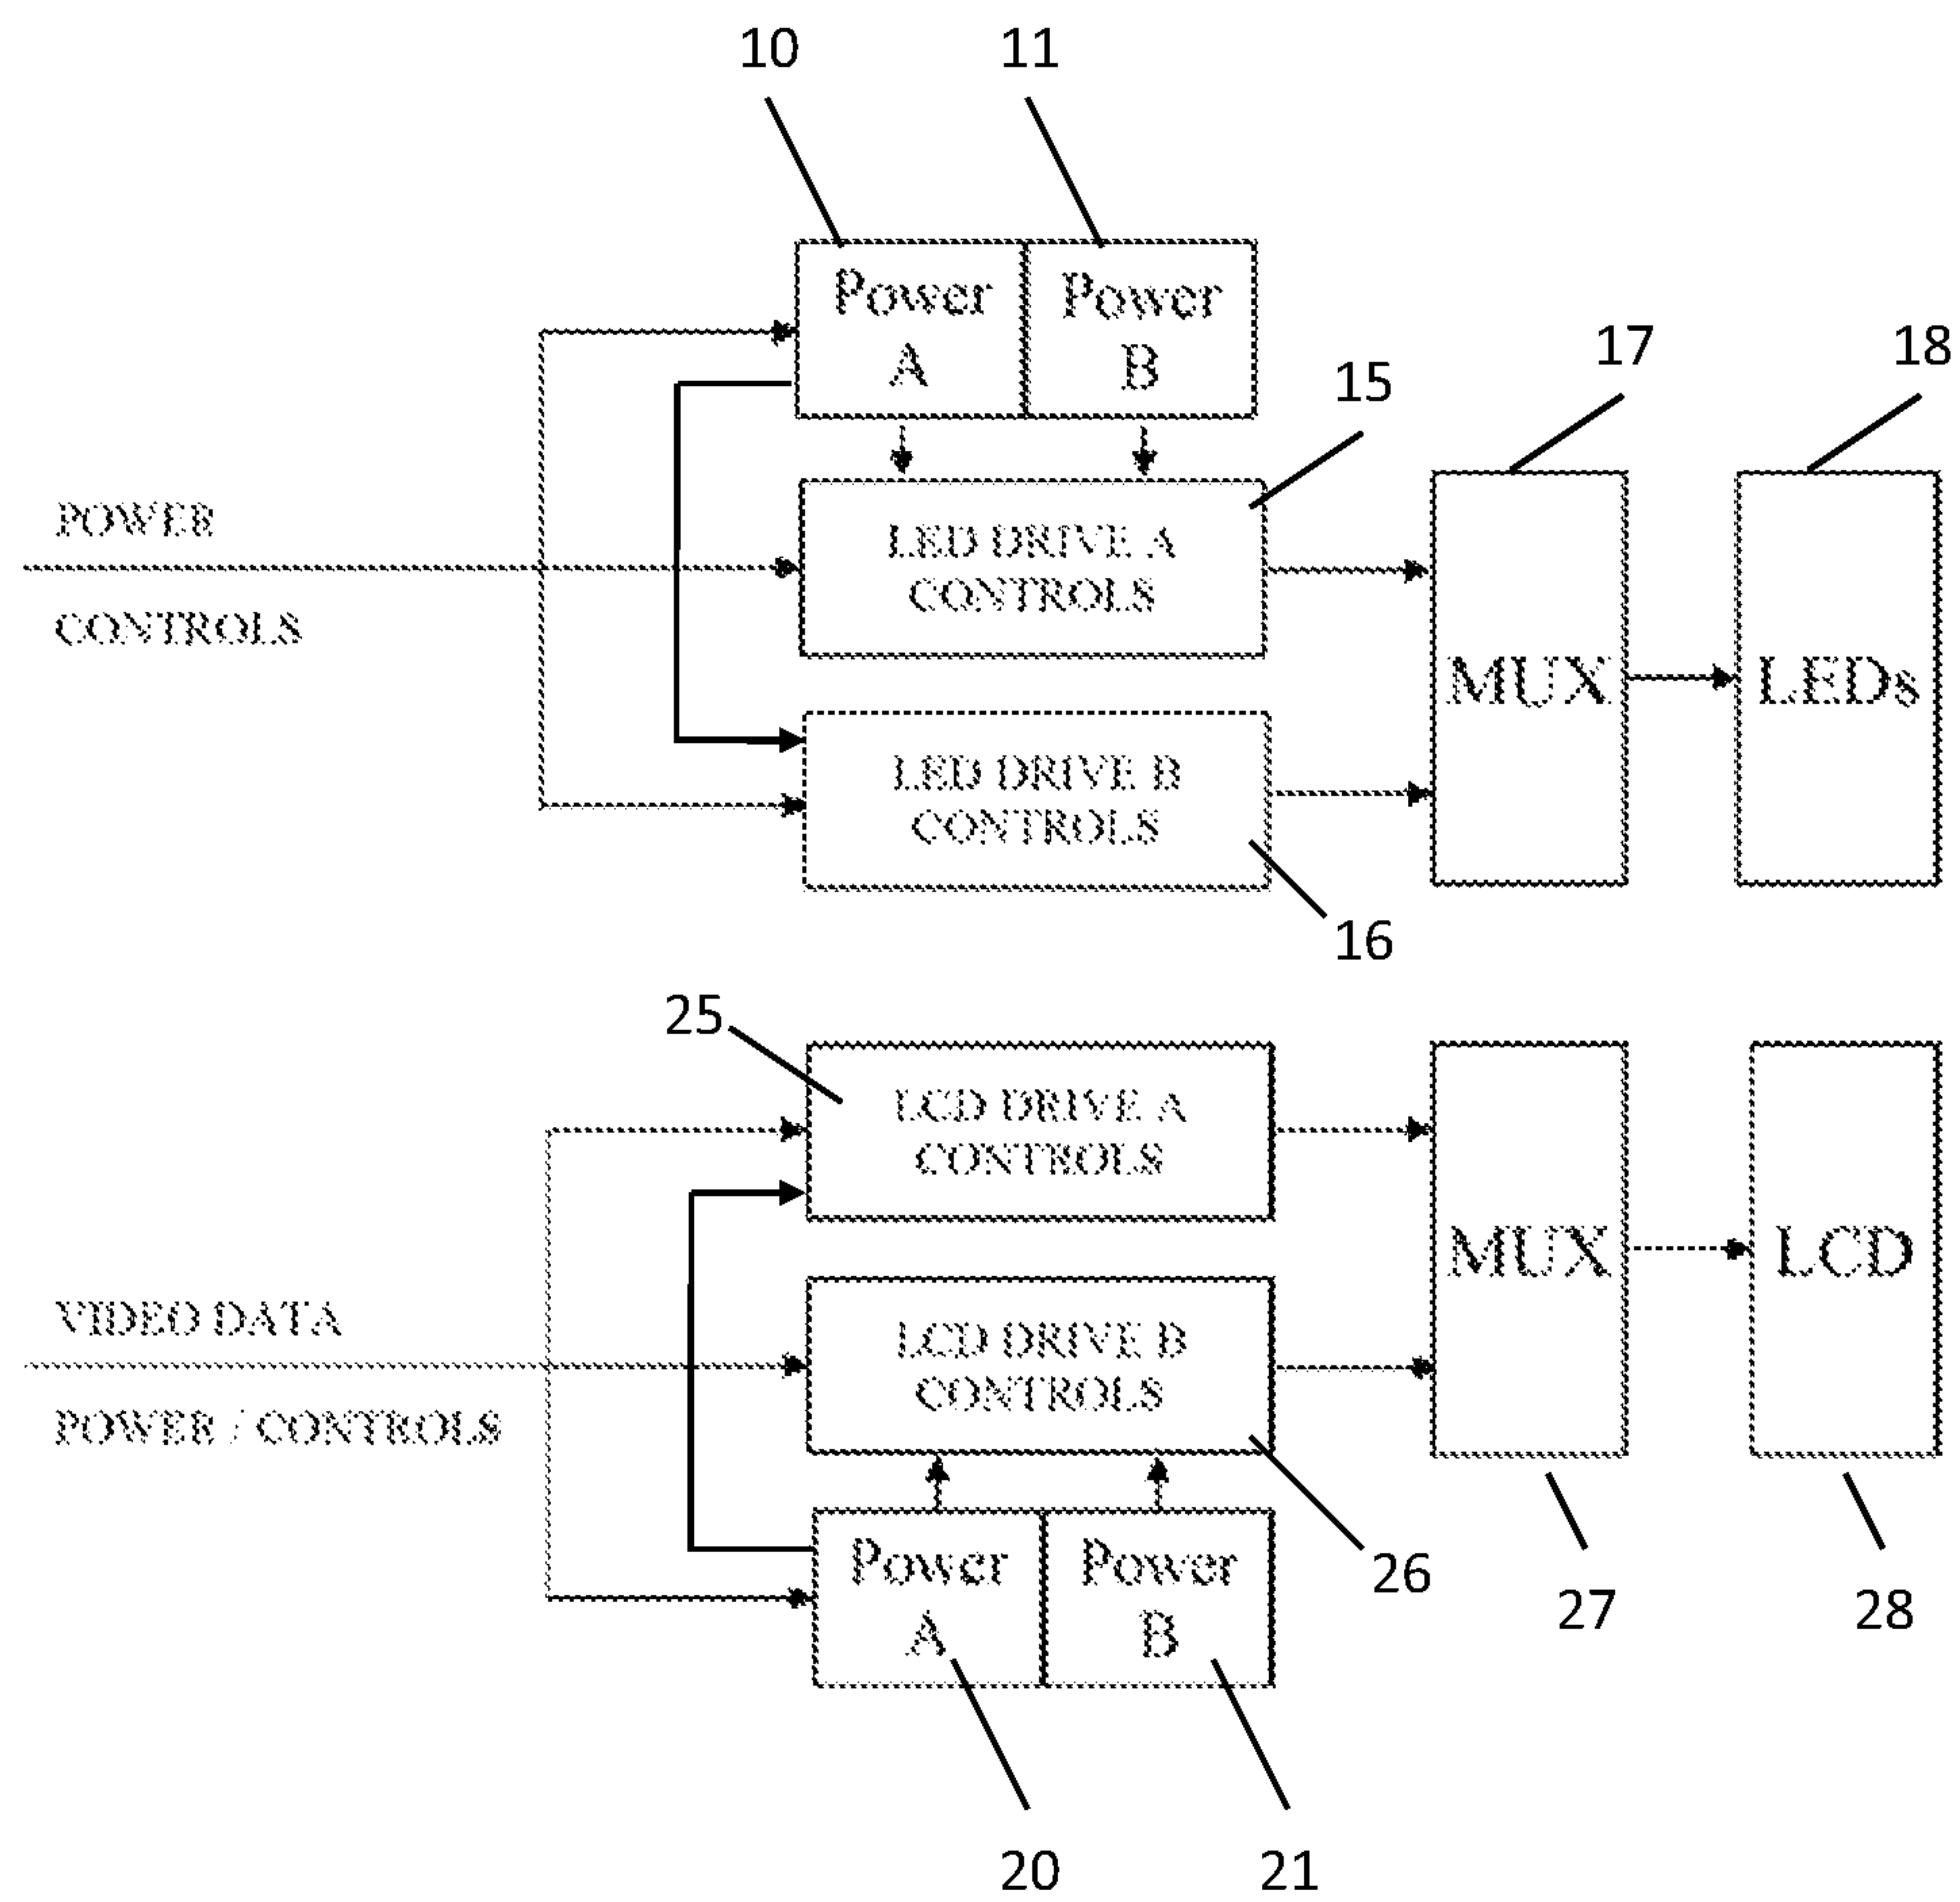 10
11
Power
A
Power
B
17
18
15
POWER
CONTROLS
LED DRIVE A
CONTROLS
MUX
LEDs
LED DRIVE B
CONTROLS
16
25
LCD DRIVE A
CONTROLS
MUX
LCD
VIDEO DATA
POWER / CONTROLS
LCD DRIVE B
CONTROLS
Power
A
Power
B
26
27
28
20
21